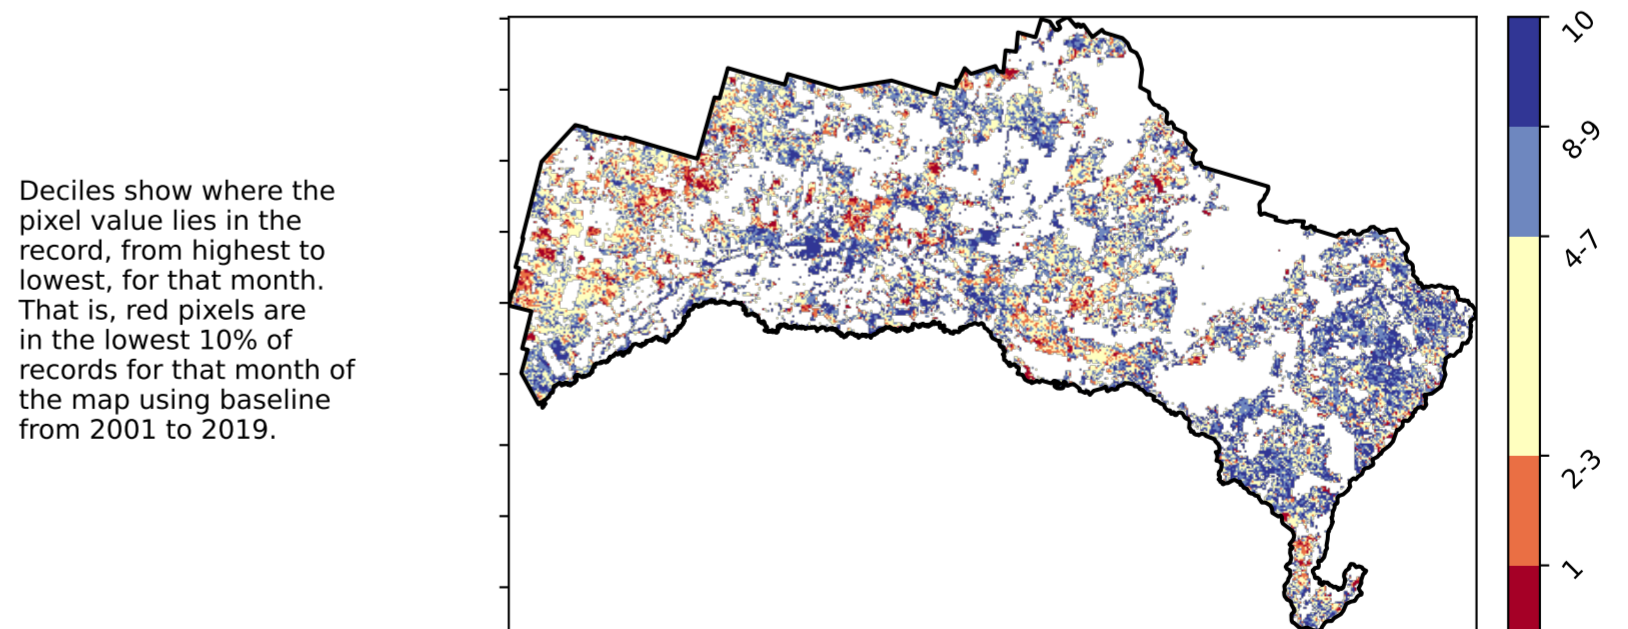 Deciles show where the
pixel value lies in the
record, from highest to
lowest, for that month.
That is, red pixels are
in the lowest 10% of
records for that month of
the map using baseline
from 2001 to 2019.
10
8-9
4-7
2-3
1